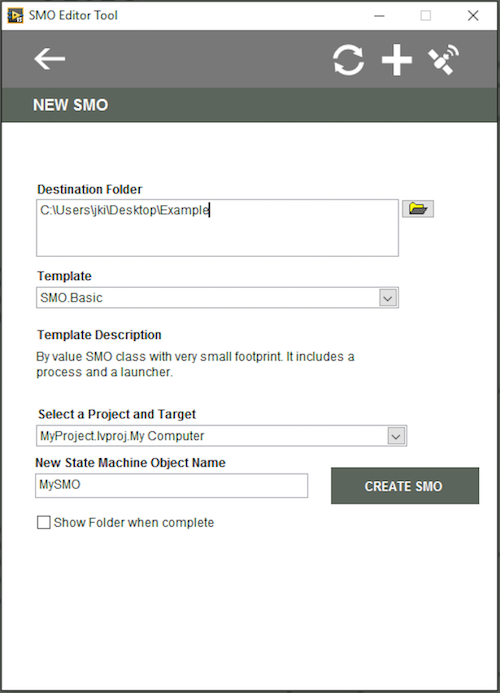 SMO Editor Tool
NEW SMO
Destination Folder
C:\Users\jki\Desktop\Example
Template
SMO.Basic
Template Description
By value SMO class with very small footprint. It includes a
process and a launcher.
Select a Project and Target
MyProject.lvproj.My Computer
New State Machine Object Name
MySMO
CREATE SMO
Show Folder when complete